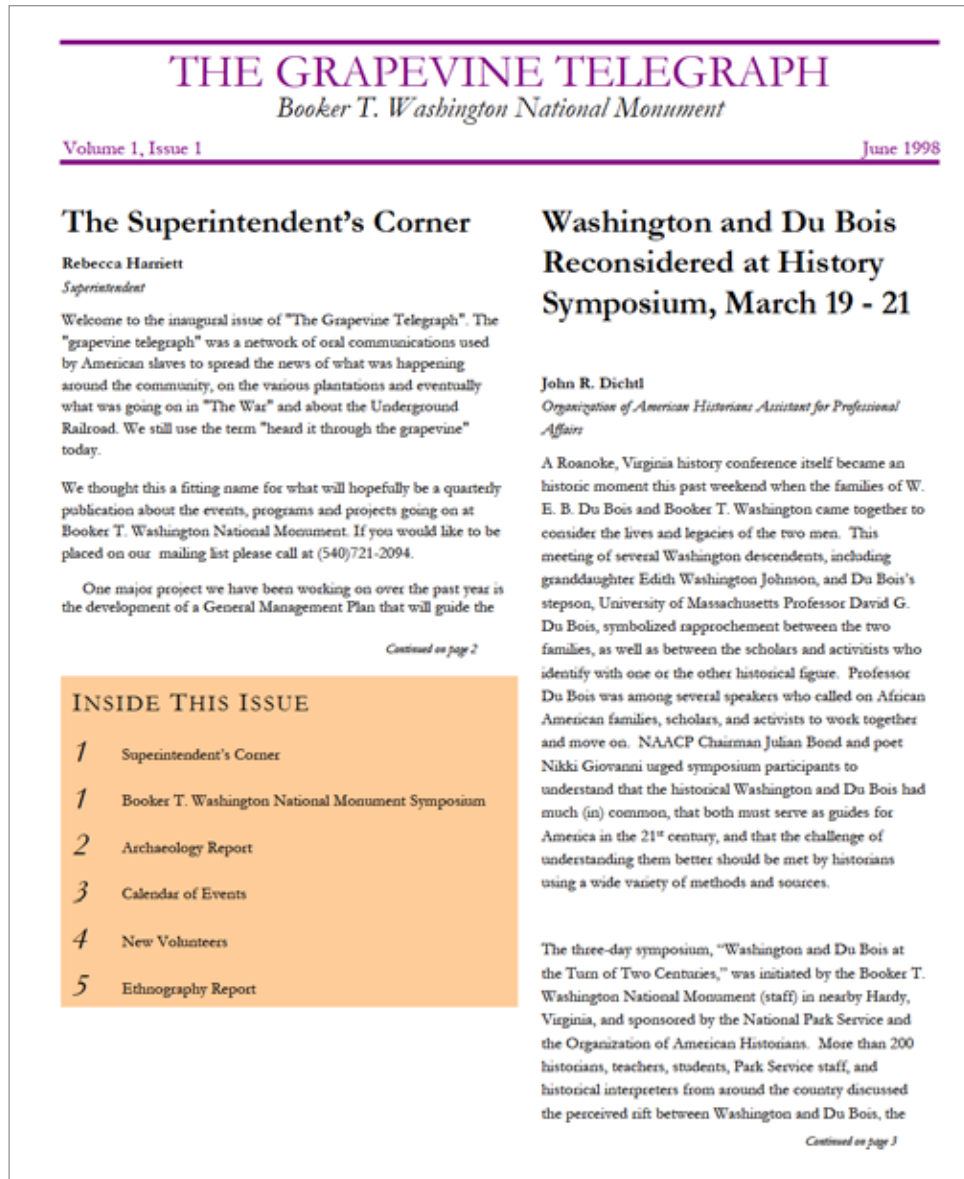 THE GRAPEVINE TELEGRAPH
Booker T. Washington National Monument
Volume 1, Issue 1
June 1998
The Superintendent's Corner
Rebecca Harriett
Superintendent
Welcome to the inaugural issue of "The Grapevine Telegraph". The
"grapevine telegraph" was a network of oral communications used
by American slaves to spread the news of what was happening
around the community, on the various plantations and eventually
what was going on in "The War" and about the Underground
Railroad. We still use the term "heard it through the grapevine"
today.
We thought this a fitting name for what will hopefully be a quarterly
publication about the events, programs and projects going on at
Booker T. Washington National Monument. If you would like to be
placed on our mailing list please call at (540)721-2094.
One major project we have been working on over the past year is
the development of a General Management Plan that will guide the
Continued on page 2
INSIDE THIS ISSUE
1 Superintendent's Corner
1 Booker T. Washington National Monument Symposium
2 Archaeology Report
3 Calendar of Events
4 New Volunteers
5 Ethnography Report
Washington and Du Bois
Reconsidered at History
Symposium, March 19 - 21
John R. Dichtl
Organization of American Historians Assistant for Professional
Affairs
A Roanoke, Virginia history conference itself became an
historic moment this past weekend when the families of W.
E. B. Du Bois and Booker T. Washington came together to
consider the lives and legacies of the two men. This
meeting of several Washington descendents, including
granddaughter Edith Washington Johnson, and Du Bois's
stepson, University of Massachusetts Professor David G.
Du Bois, symbolized rapprochement between the two
families, as well as between the scholars and activitists who
identify with one or the other historical figure. Professor
Du Bois was among several speakers who called on African
American families, scholars, and activists to work together
and move on. NAACP Chairman Julian Bond and poet
Nikki Giovanni urged symposium participants to
understand that the historical Washington and Du Bois had
much (in) common, that both must serve as guides for
America in the 21st century, and that the challenge of
understanding them better should be met by historians
using a wide variety of methods and sources.
The three-day symposium, "Washington and Du Bois at
the Turn of Two Centuries," was initiated by the Booker T.
Washington National Monument (staff) in nearby Hardy,
Virginia, and sponsored by the National Park Service and
the Organization of American Historians. More than 200
historians, teachers, students, Park Service staff, and
historical interpreters from around the country discussed
the perceived rift between Washington and Du Bois, the
Continued on page 3